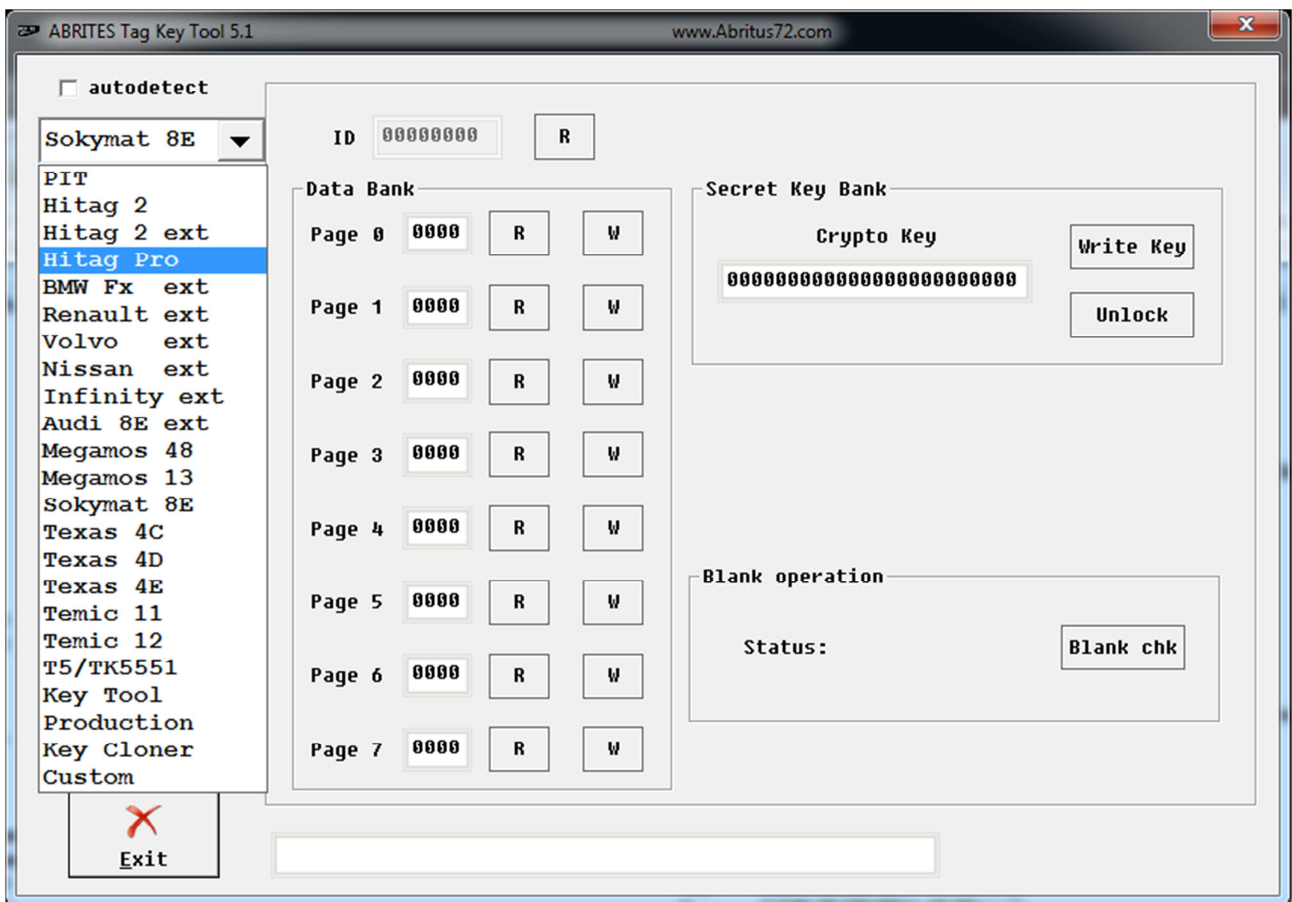 ABRITES Tag Key Tool 5.1 www.Abritus72.com X
autodetect
Sokymat 8E
PIT
Hitag 2
Hitag 2 ext
Hitag Pro
BMW Fx ext
Renault ext
Volvo ext
Nissan ext
Infinity ext
Audi 8E ext
Megamos 48
Megamos 13
Sokymat 8E
Texas 4C
Texas 4D
Texas 4E
Temic 11
Temic 12
T5/TK5551
Key Tool
Production
Key Cloner
Custom
Exit
ID 00000000 R
Data Bank
Page 0 0000 R W
Page 1 0000 R W
Page 2 0000 R W
Page 3 0000 R W
Page 4 0000 R W
Page 5 0000 R W
Page 6 0000 R W
Page 7 0000 R W
Secret Key Bank
Crypto Key
Write Key
000000000000000000000000
Unlock
Blank operation
Status: Blank chk